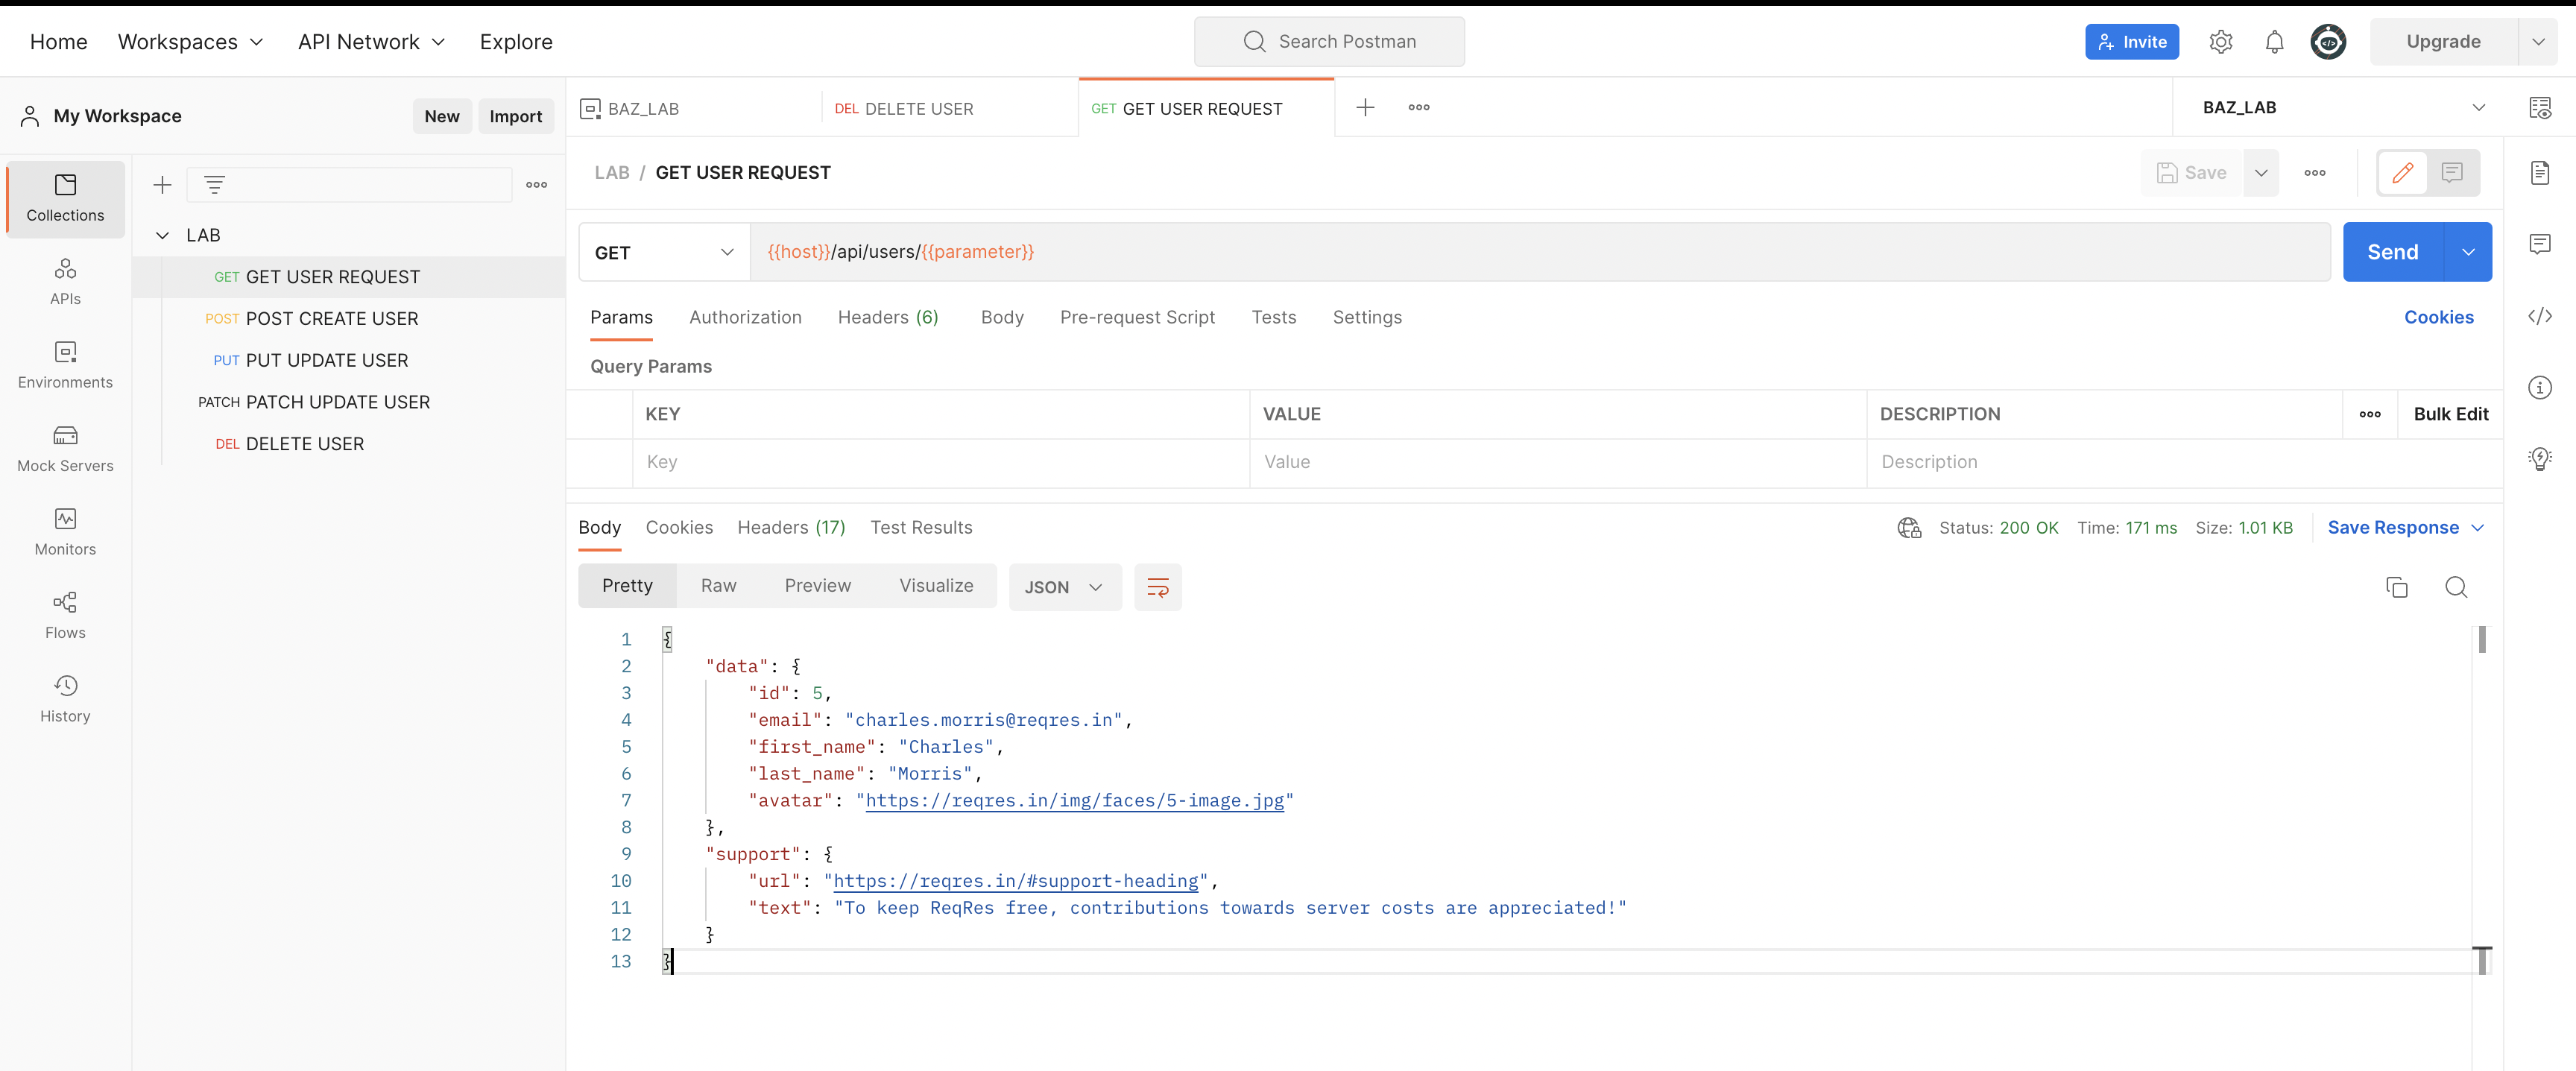 Home Workspaces API Network Explore Search Postman Invite Upgrade
My Workspace New Import
BAZ_LAB DEL DELETE USER GET GET USER REQUEST BAZ_LAB
Collections
APIs
Environments
Mock Servers
Monitors
Flows
History
LAB
GET GET USER REQUEST
POST POST CREATE USER
PUT PUT UPDATE USER
PATCH PATCH UPDATE USER
DEL DELETE USER
LAB / GET USER REQUEST Save
GET {{host}}/api/users/{{parameter}} Send
Params Authorization Headers (6) Body Pre-request Script Tests Settings Cookies
Query Params
KEY VALUE DESCRIPTION Bulk Edit
Key Value Description
Body Cookies Headers (17) Test Results Status: 200 OK Time: 171 ms Size: 1.01 KB Save Response
Pretty Raw Preview Visualize JSON
1 {
2 "data": {
3 "id": 5,
4 "email": "charles.morris@reqres.in",
5 "first_name": "Charles",
6 "last_name": "Morris",
7 "avatar": "https://reqres.in/img/faces/5-image.jpg"
8 },
9 "support": {
10 "url": "https://reqres.in/#support-heading",
11 "text": "To keep ReqRes free, contributions towards server costs are appreciated!"
12 }
13 }